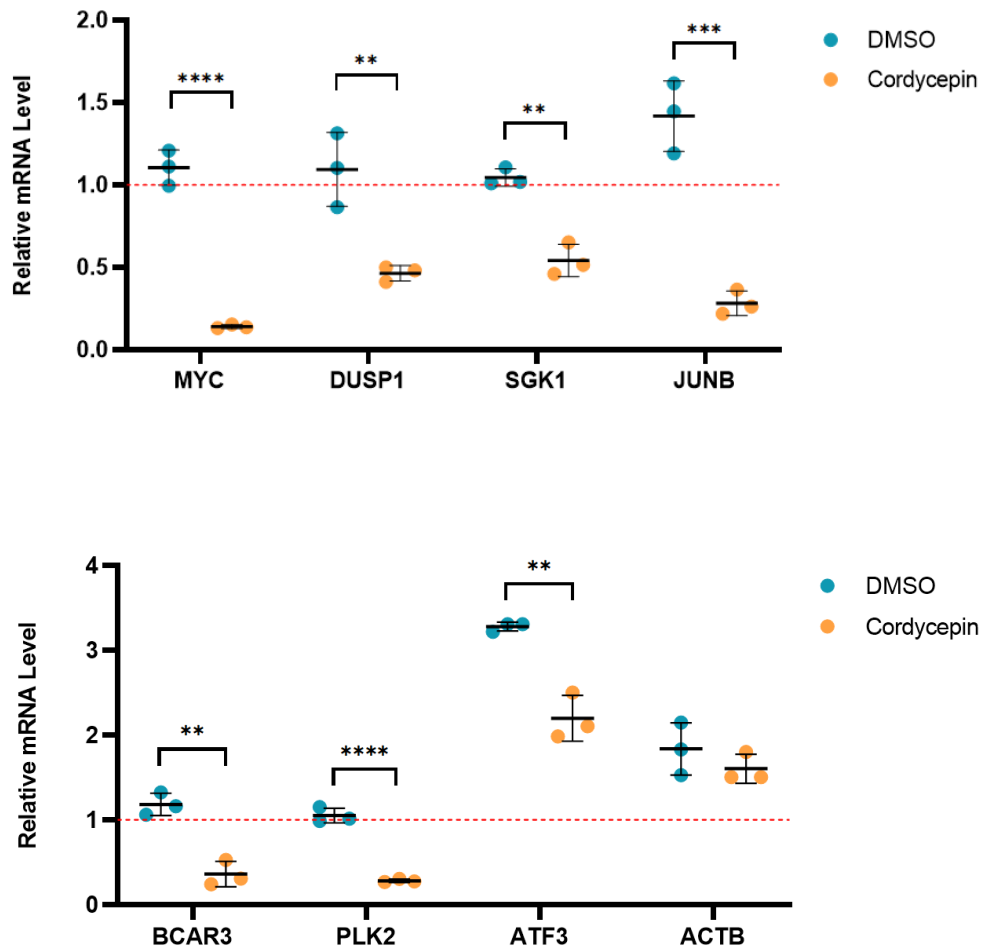 2.0
1.5
1.0
0.5
0.0
Relative mRNA Level
****
**
**
***
DMSO
Cordycepin
MYC DUSP1 SGK1 JUNB
4
3
2
1
0
Relative mRNA Level
**
****
**
DMSO
Cordycepin
BCAR3 PLK2 ATF3 ACTB